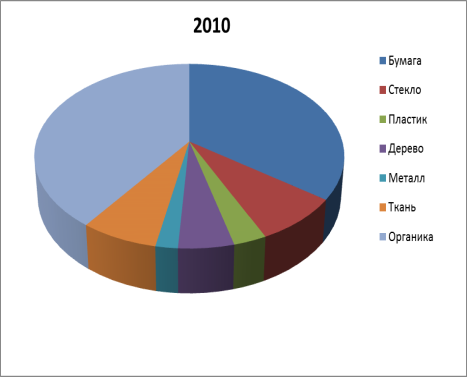 2010
Бумага
Стекло
Пластик
Дерево
Металл
Ткань
Органика